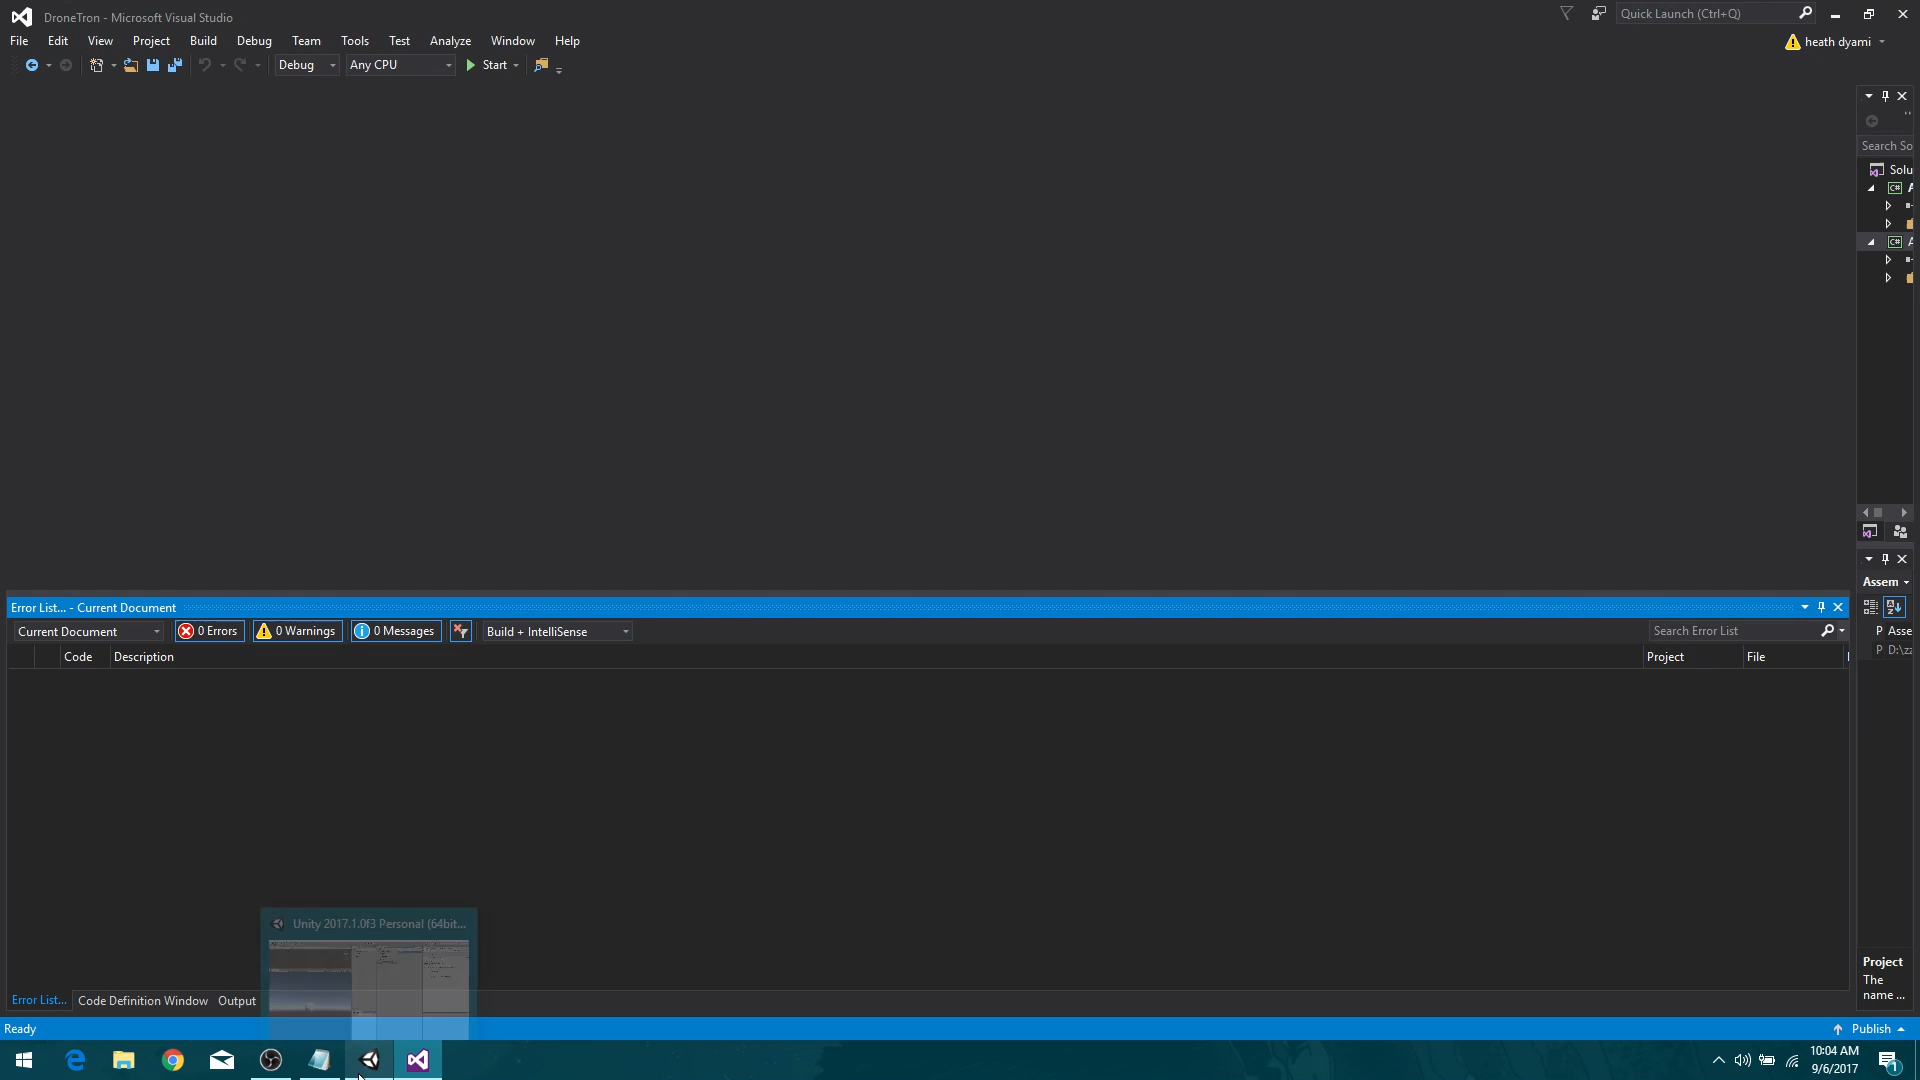 DroneTron - Microsoft Visual Studio
Quick Launch (Ctrl+Q)
File Edit View Project Build Debug Team Tools Test Analyze Window Help
heath dyami
Debug Any CPU Start
Search So
Solu
C# A
C# A
Assem
P Asse
P D:\zz
Project
The
name ...
Error List... - Current Document
Current Document 0 Errors 0 Warnings 0 Messages Build + IntelliSense Search Error List
Code Description Project File
Unity 2017.1.0f3 Personal (64bit...
Error List... Code Definition Window Output
Ready Publish
10:04 AM
9/6/2017
1